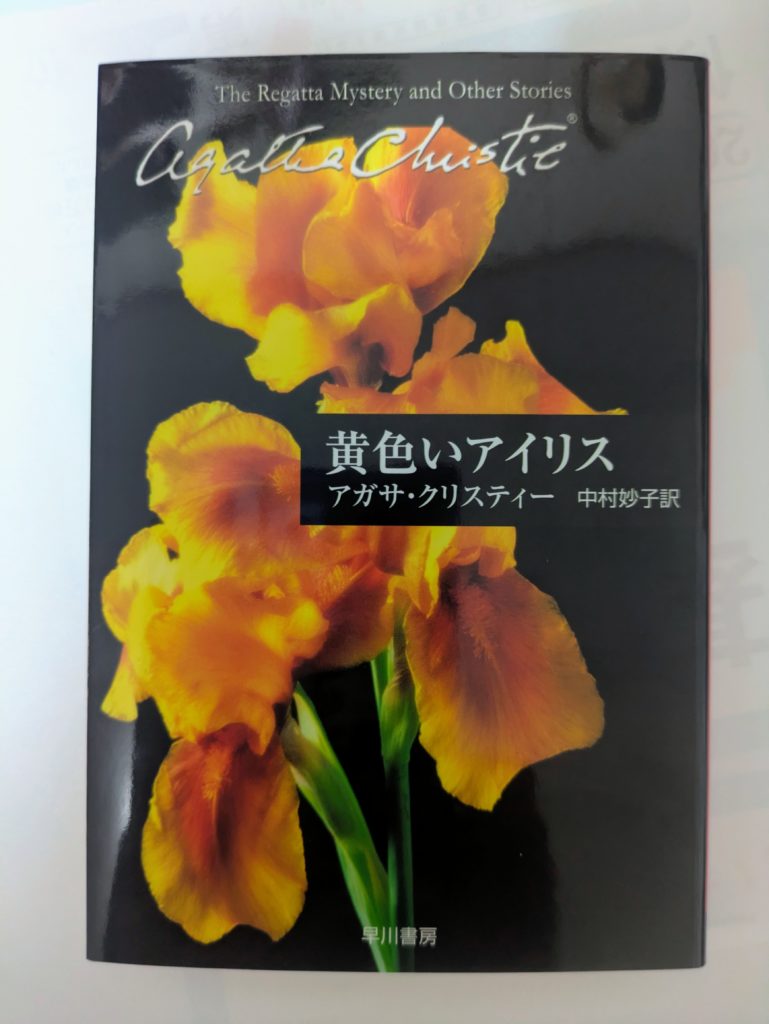 The Regatta Mystery and Other Stories
Agatha Christie®
黄色いアイリス
アガサ・クリスティー 中村妙子訳
早川書房